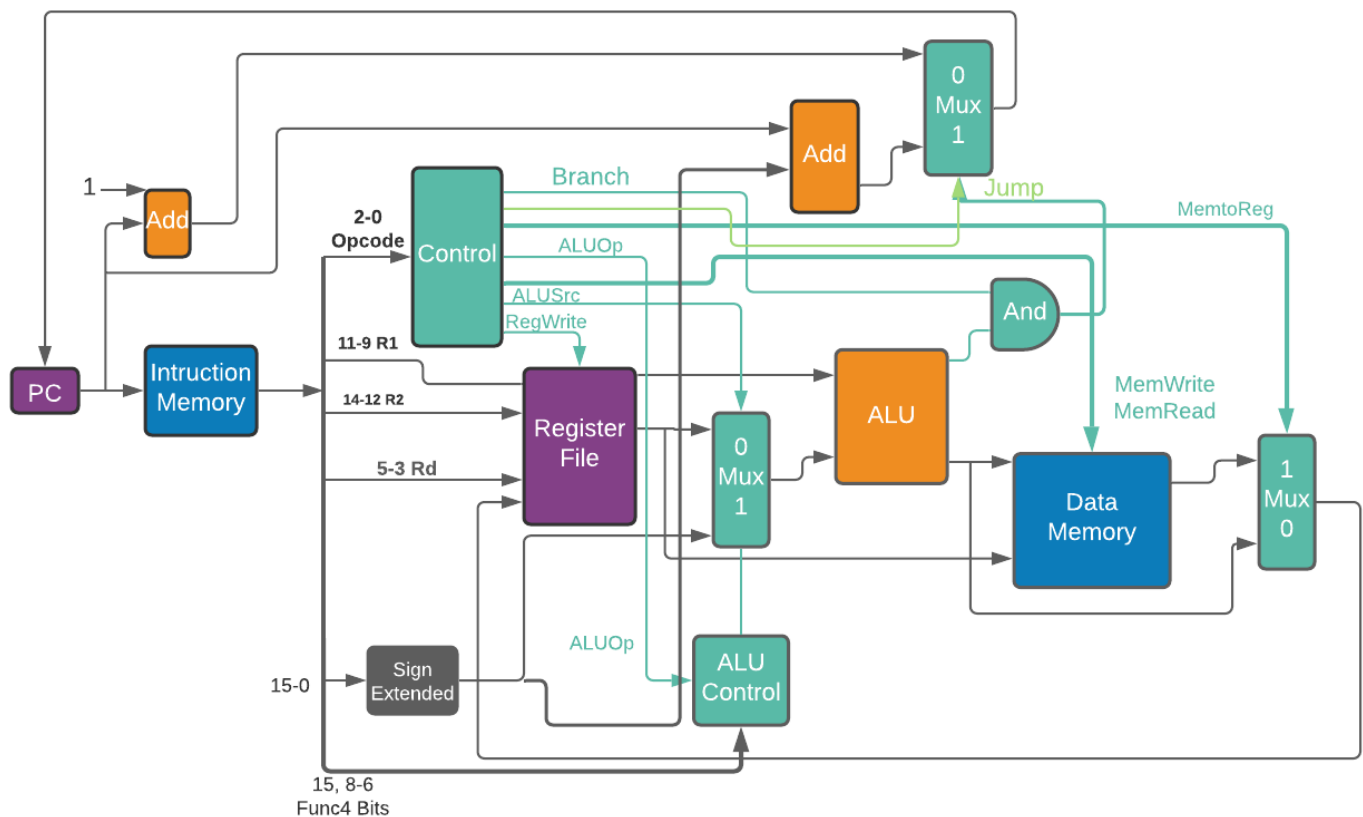 0
Mux
1
Add
Branch
Jump
1
Add
MemtoReg
2-0
Opcode
Control
ALUOp
ALUSrc
RegWrite
And
11-9 R1
PC
Intruction
Memory
14-12 R2
Register
File
ALU
MemWrite
MemRead
0
Mux
1
5-3 Rd
Data
Memory
1
Mux
0
ALUOp
Sign
Extended
15-0
ALU
Control
15, 8-6
Func4 Bits